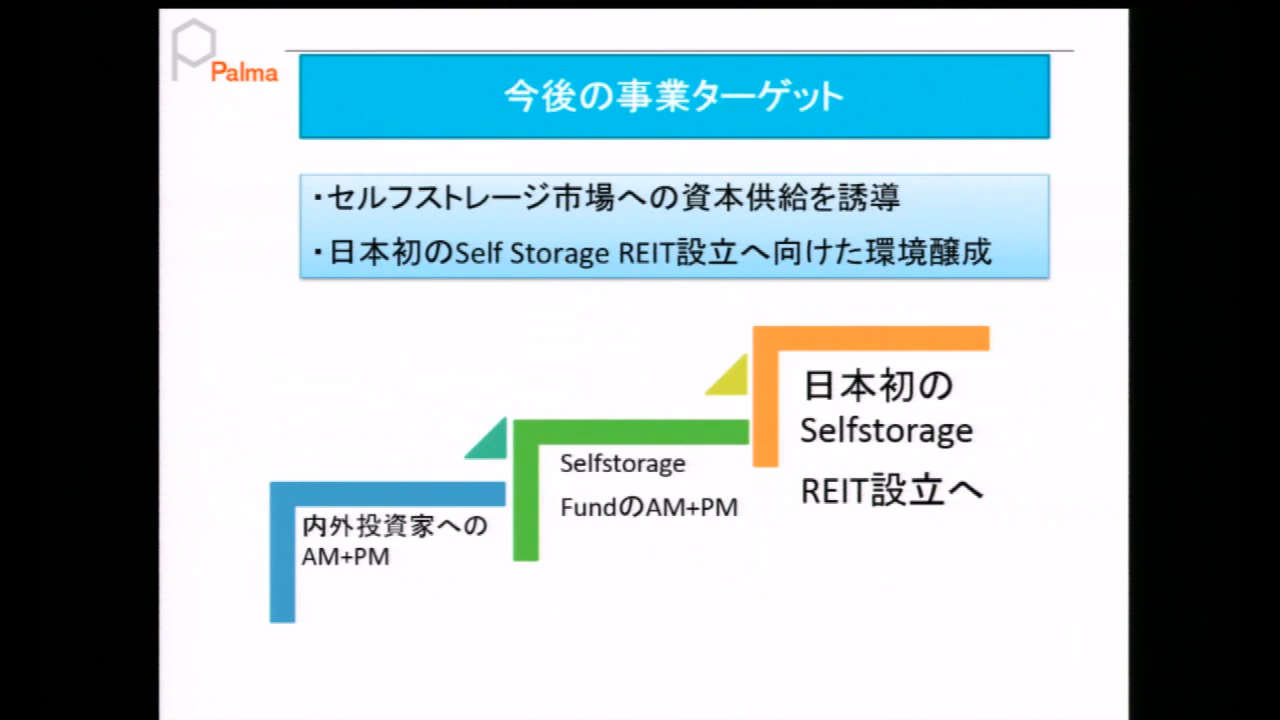 Palma
今後の事業ターゲット
・セルフストレージ市場への資本供給を誘導
・日本初のSelf Storage REIT設立へ向けた環境醸成
内外投資家への
AM+PM
Selfstorage
FundのAM+PM
日本初の
Selfstorage
REIT設立へ